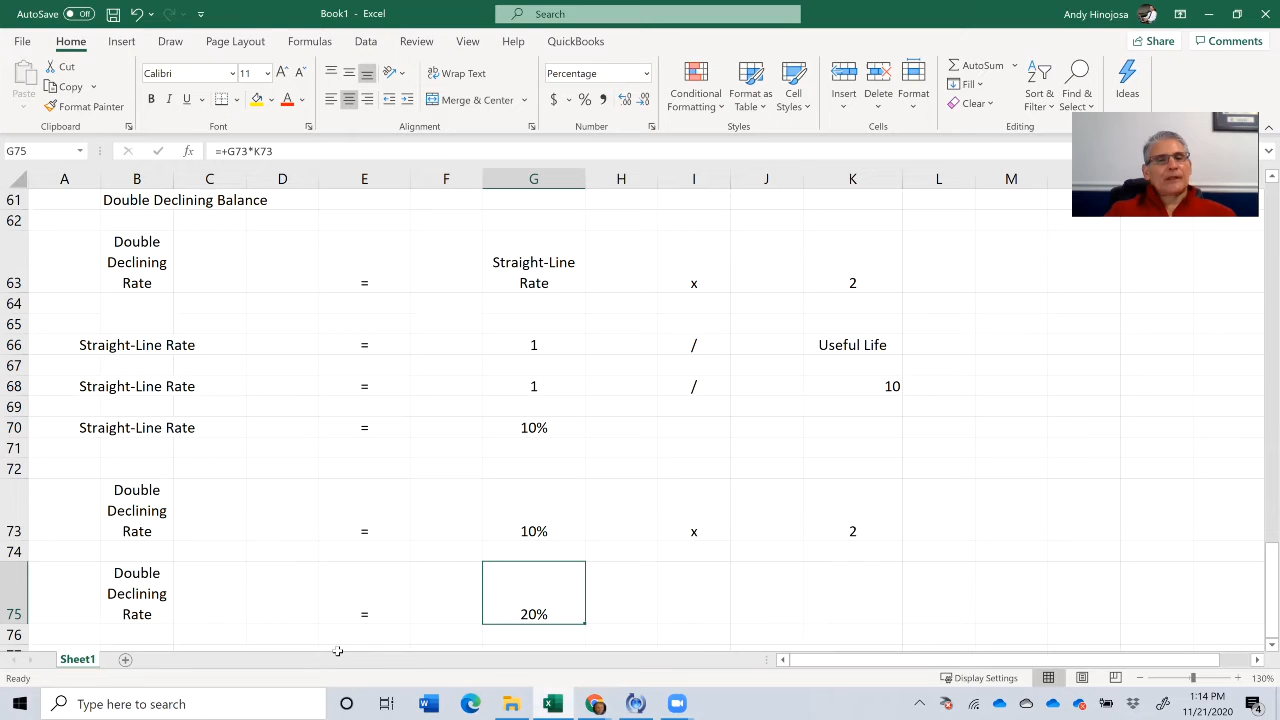 AutoSave Off Book1 - Excel Search Andy Hinojosa
File Home Insert Draw Page Layout Formulas Data Review View Help QuickBooks Share Comments
Paste Cut Copy Format Painter
Calibri 11 B I U A A A
Wrap Text Merge & Center
Percentage $ % ,
Conditional Formatting Format as Table Cell Styles
Insert Delete Format
AutoSum Fill Clear
Sort & Filter Find & Select
Ideas
Clipboard Font Alignment Number Styles Cells Editing
G75 fx =+G73*K73
A B C D E F G H I J K L M
61 Double Declining Balance
62
Double
Declining Straight-Line
63 Rate = Rate x 2
64
65
66 Straight-Line Rate = 1 / Useful Life
67
68 Straight-Line Rate = 1 / 10
69
70 Straight-Line Rate = 10%
71
72
Double
Declining
73 Rate = 10% x 2
74
Double
Declining
75 Rate = 20%
76
Sheet1
Ready Display Settings 130%
Type here to search 1:14 PM
11/21/2020 4